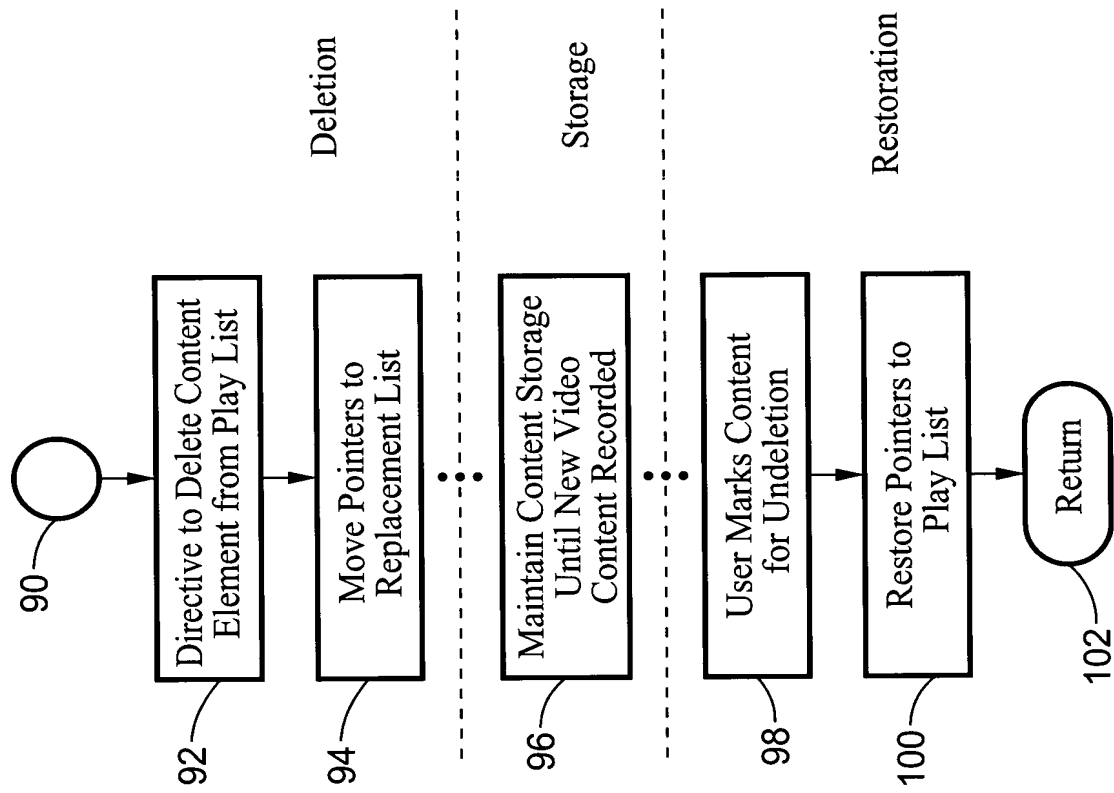 90
92
Directive to Delete Content
Element from Play List
Deletion
94
Move Pointers to
Replacement List
96
Maintain Content Storage
Until New Video
Content Recorded
Storage
98
User Marks Content
for Undeletion
Restoration
100
Restore Pointers to
Play List
Return
102